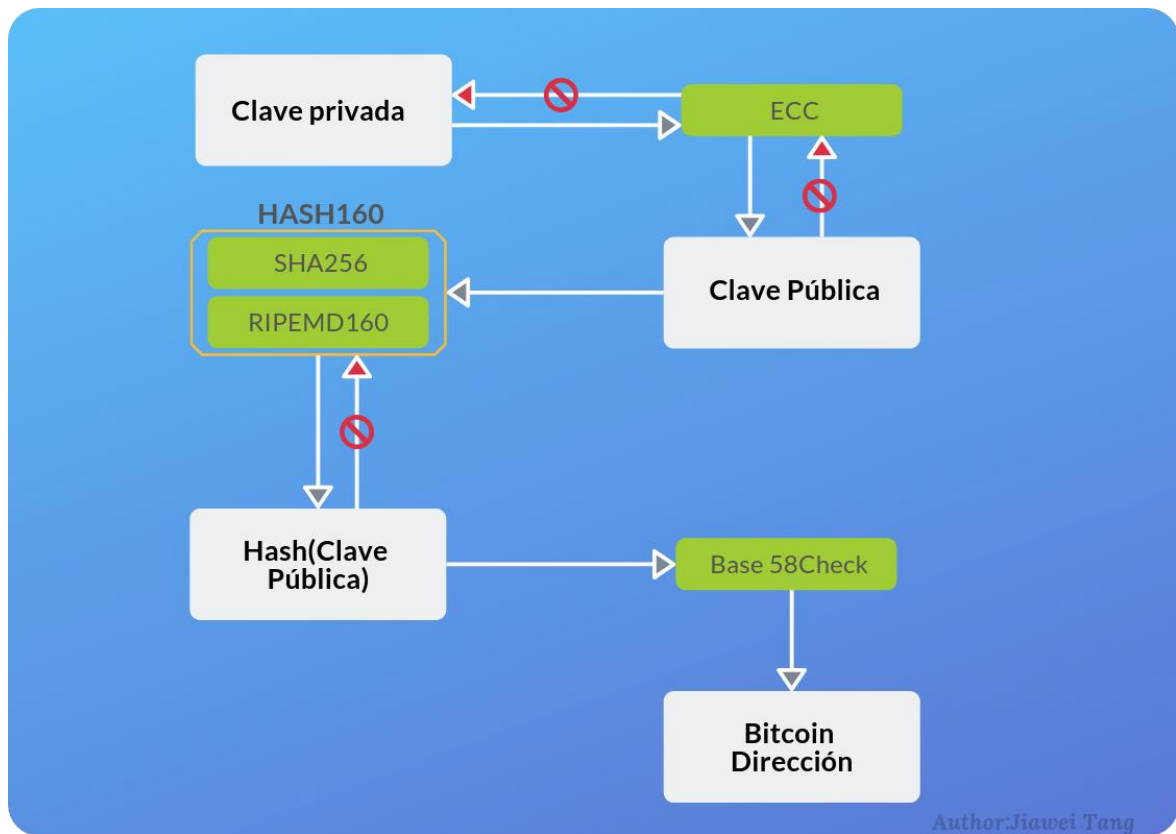 Clave privada
ECC
HASH160
SHA256
RIPEMD160
Clave Pública
Hash(Clave
Pública)
Base 58Check
Bitcoin
Dirección
Author:Jiawei Tang